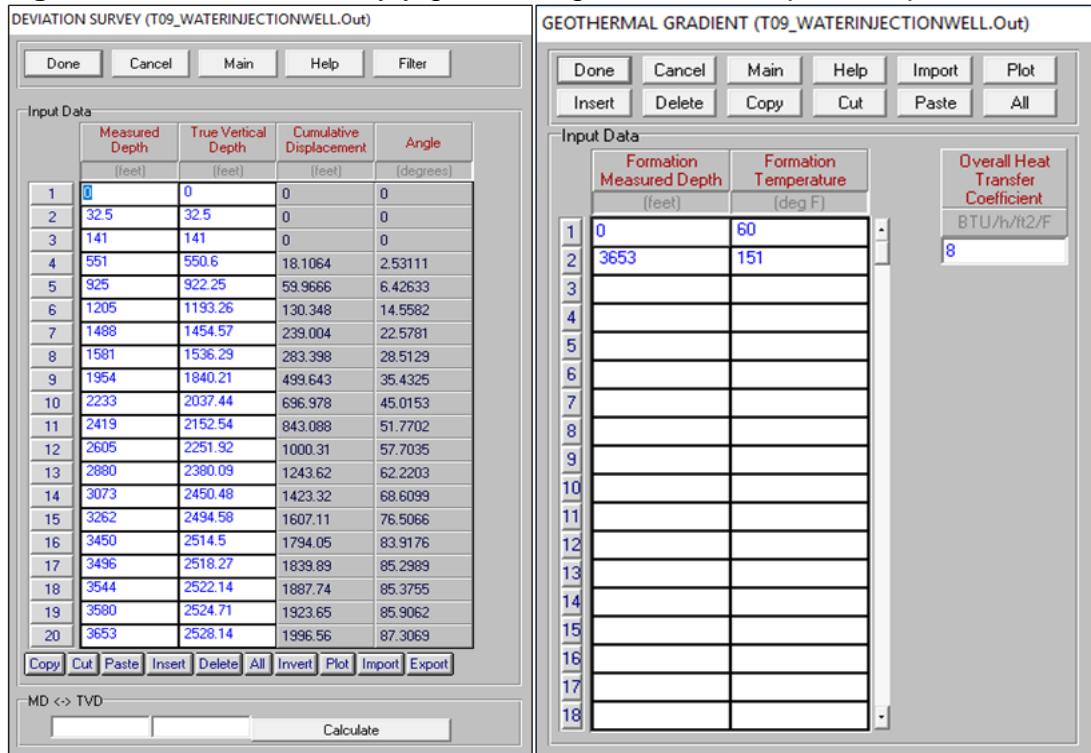 DEVIATION SURVEY (T09_WATERINJECTIONWELL.Out)
Done Cancel Main Help Filter
Input Data
Measured Depth True Vertical Depth Cumulative Displacement Angle
(feet) (feet) (feet) (degrees)
1 0 0 0 0
2 32.5 32.5 0 0
3 141 141 0 0
4 551 550.6 18.1064 2.53111
5 925 922.25 59.9666 6.42633
6 1205 1193.26 130.348 14.5582
7 1488 1454.57 239.004 22.5781
8 1581 1536.29 283.398 28.5129
9 1954 1840.21 499.643 35.4325
10 2233 2037.44 696.978 45.0153
11 2419 2152.54 843.088 51.7702
12 2605 2251.92 1000.31 57.7035
13 2880 2380.09 1243.62 62.2203
14 3073 2450.48 1423.32 68.6099
15 3262 2494.58 1607.11 76.5066
16 3450 2514.5 1794.05 83.9176
17 3496 2518.27 1839.89 85.2989
18 3544 2522.14 1887.74 85.3755
19 3580 2524.71 1923.65 85.9062
20 3653 2528.14 1996.56 87.3069
Copy Cut Paste Insert Delete All Invert Plot Import Export
MD <-> TVD
Calculate
GEOTHERMAL GRADIENT (T09_WATERINJECTIONWELL.Out)
Done Cancel Main Help Import Plot
Insert Delete Copy Cut Paste All
Input Data
Formation Measured Depth Formation Temperature
(feet) (deg F)
1 0 60
2 3653 151
3
4
5
6
7
8
9
10
11
12
13
14
15
16
17
18
Overall Heat
Transfer
Coefficient
BTU/h/ft2/F
8